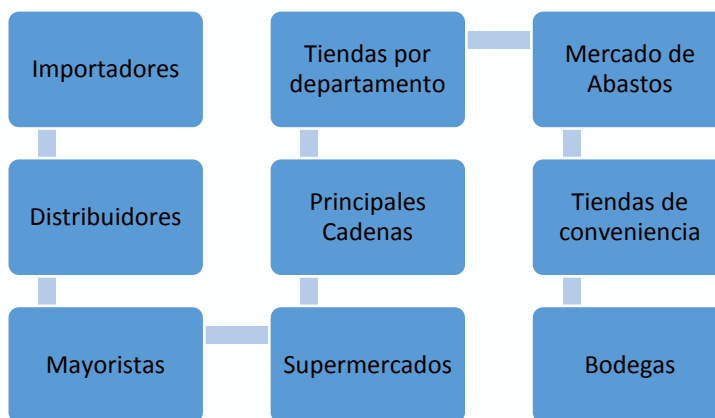 Importadores
Distribuidores
Mayoristas
Supermercados
Principales
Cadenas
Tiendas por
departamento
Mercado de
Abastos
Tiendas de
conveniencia
Bodegas